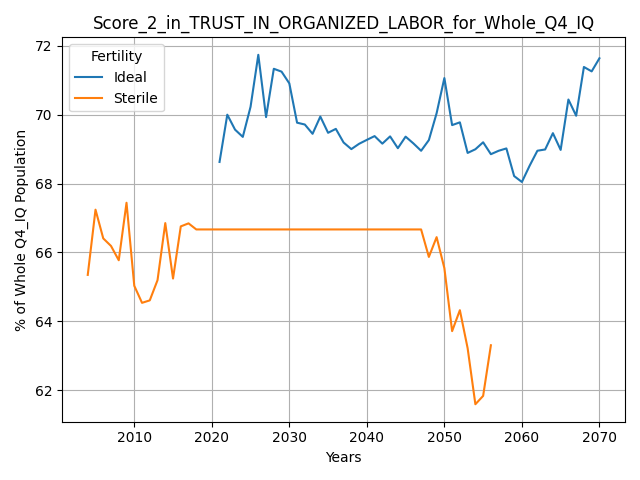 Score_2_in_TRUST_IN_ORGANIZED_LABOR_for_Whole_Q4_IQ
Fertility
Ideal
Sterile
72
70
68
66
64
62
% of Whole Q4_IQ Population
2010 2020 2030 2040 2050 2060 2070
Years